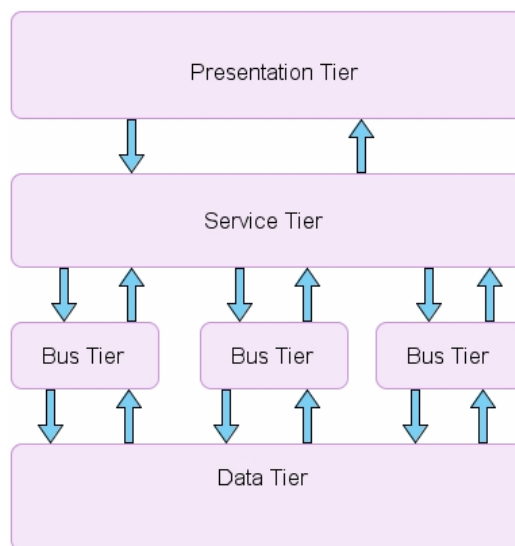 Presentation Tier
Service Tier
Bus Tier
Bus Tier
Bus Tier
Data Tier